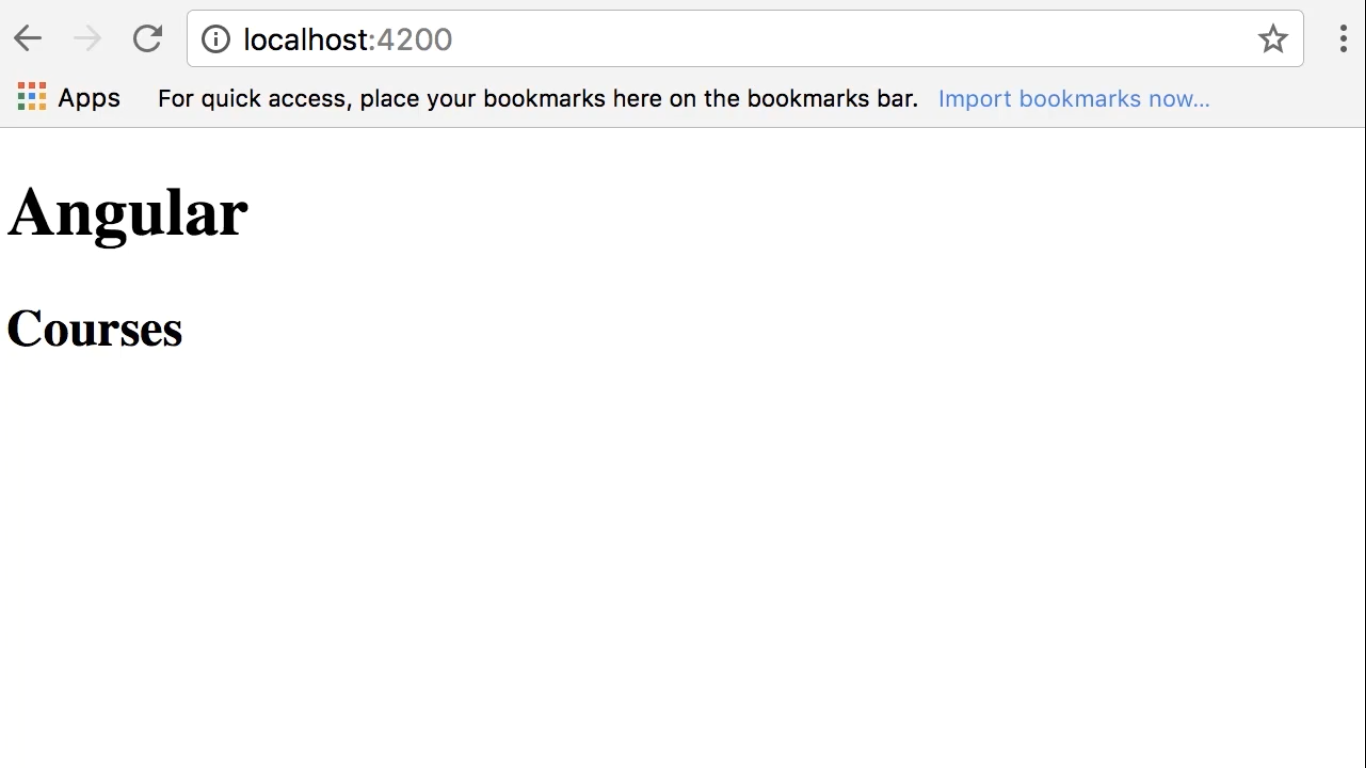 localhost:4200
Apps For quick access, place your bookmarks here on the bookmarks bar. Import bookmarks now...
Angular
Courses